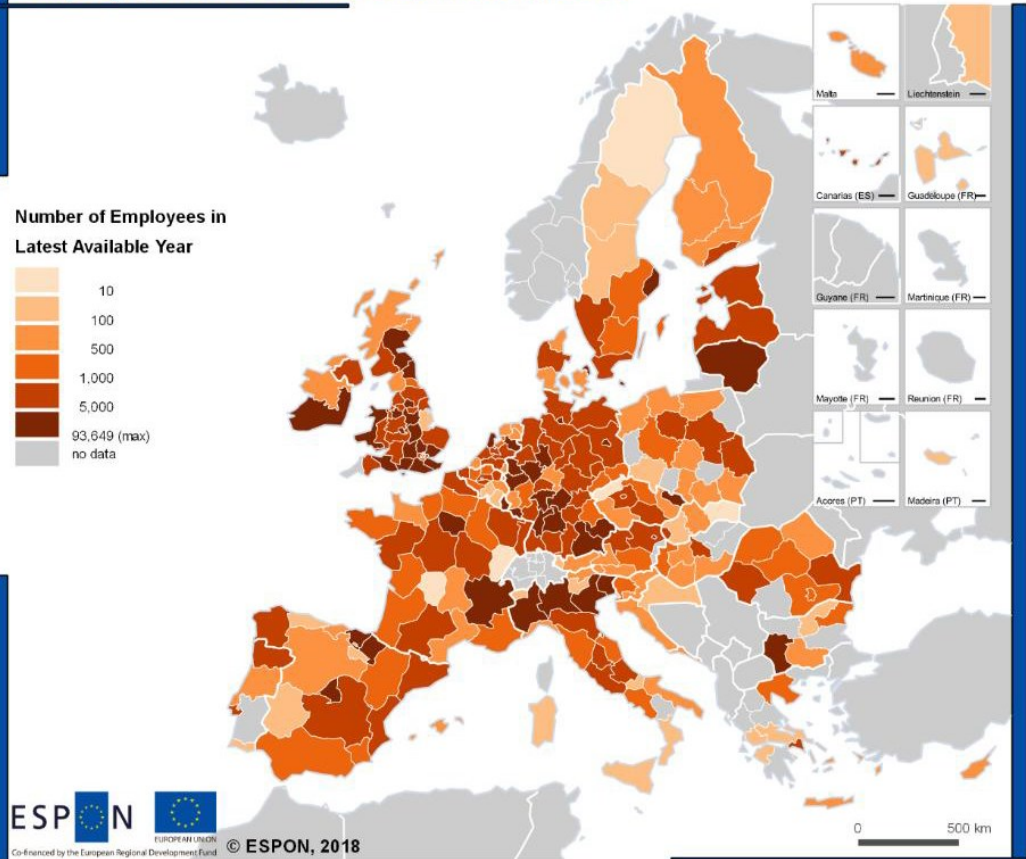 Malta
Liechtenstein
Canarias (ES)
Guadeloupe (FR)
Guyane (FR)
Martinique (FR)
Mayotte (FR)
Reunion (FR)
Acores (PT)
Madeira (PT)
Number of Employees in
Latest Available Year
10
100
500
1,000
5,000
93,649 (max)
no data
ESPON
EUROPEAN UNION
Co-financed by the European Regional Development Fund
© ESPON, 2018
0 500 km